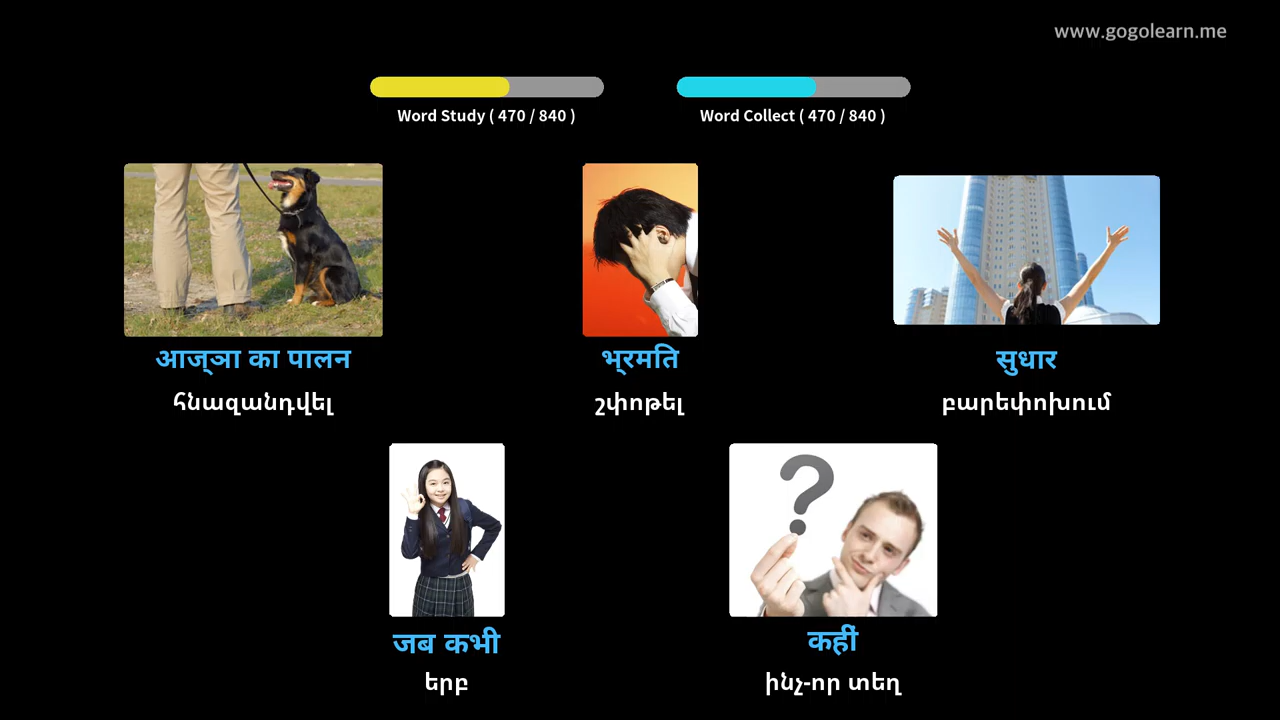 www.gogolearn.me
Word Study ( 470 / 840 )
Word Collect ( 470 / 840 )
आज्ञा का पालन
հնազանդվել
भ्रमति
շփոթել
सुधार
բարեփոխում
जब कभी
երբ
कहीं
ինչ-որ տեղ